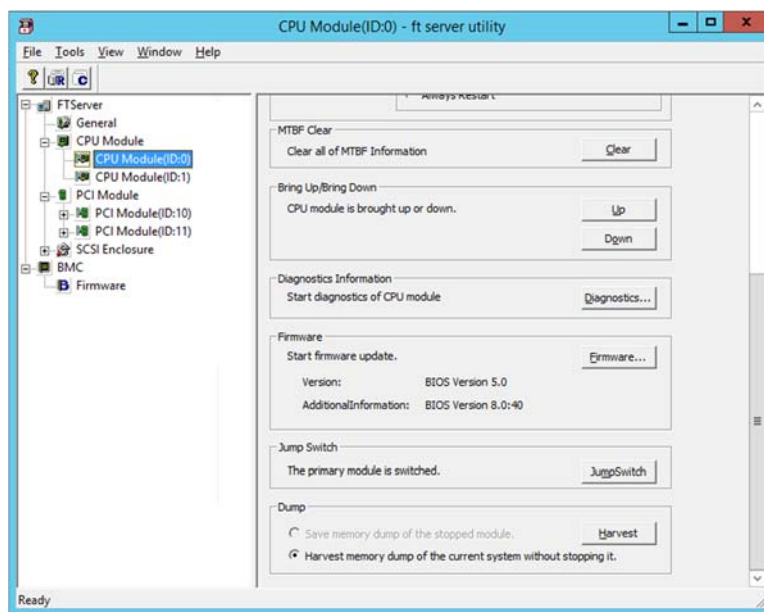 CPU Module(ID:0) - ft server utility
File Tools View Window Help
FTServer
General
CPU Module
CPU Module(ID:0)
CPU Module(ID:1)
PCI Module
PCI Module(ID:10)
PCI Module(ID:11)
SCSI Enclosure
BMC
Firmware
Always Restart
MTBF Clear
Clear all of MTBF Information
Clear
Bring Up/Bring Down
CPU module is brought up or down.
Up
Down
Diagnostics Information
Start diagnostics of CPU module
Diagnostics...
Firmware
Start firmware update.
Firmware...
Version: BIOS Version 5.0
AdditionalInformation: BIOS Version 8.0:40
Jump Switch
The primary module is switched.
JumpSwitch
Dump
Save memory dump of the stopped module.
Harvest
Harvest memory dump of the current system without stopping it.
Ready